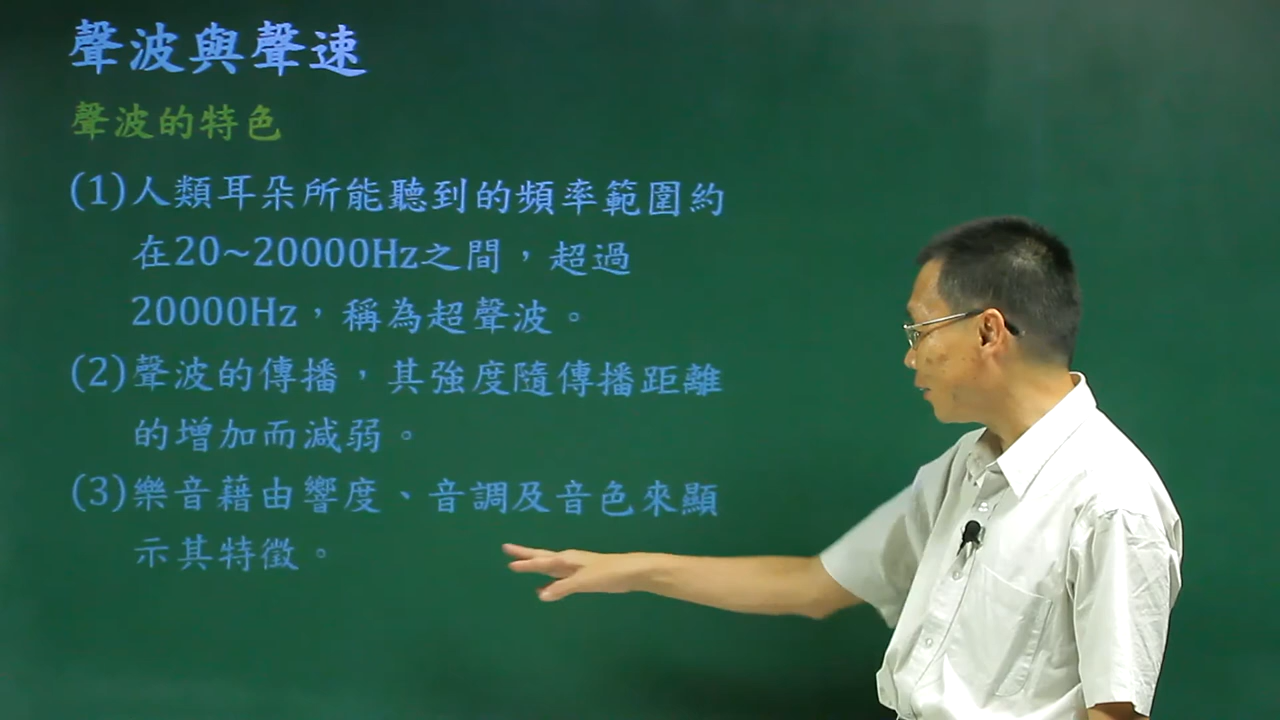 聲波與聲速
聲波的特色
(1)人類耳朵所能聽到的頻率範圍約
在20~20000Hz之間，超過
20000Hz，稱為超聲波。
(2)聲波的傳播，其強度隨傳播距離
的增加而減弱。
(3)樂音藉由響度、音調及音色來顯
示其特徵。